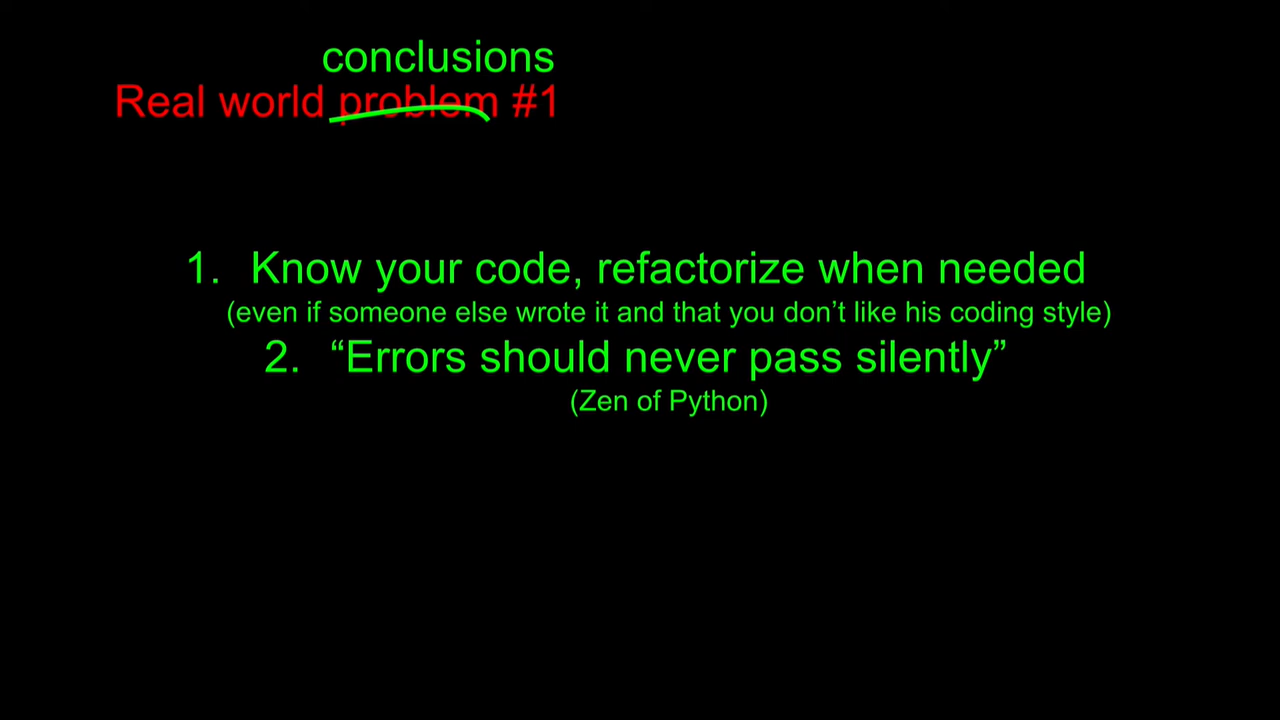 conclusions
Real world problem #1
1. Know your code, refactorize when needed
(even if someone else wrote it and that you don’t like his coding style)
2. “Errors should never pass silently”
(Zen of Python)